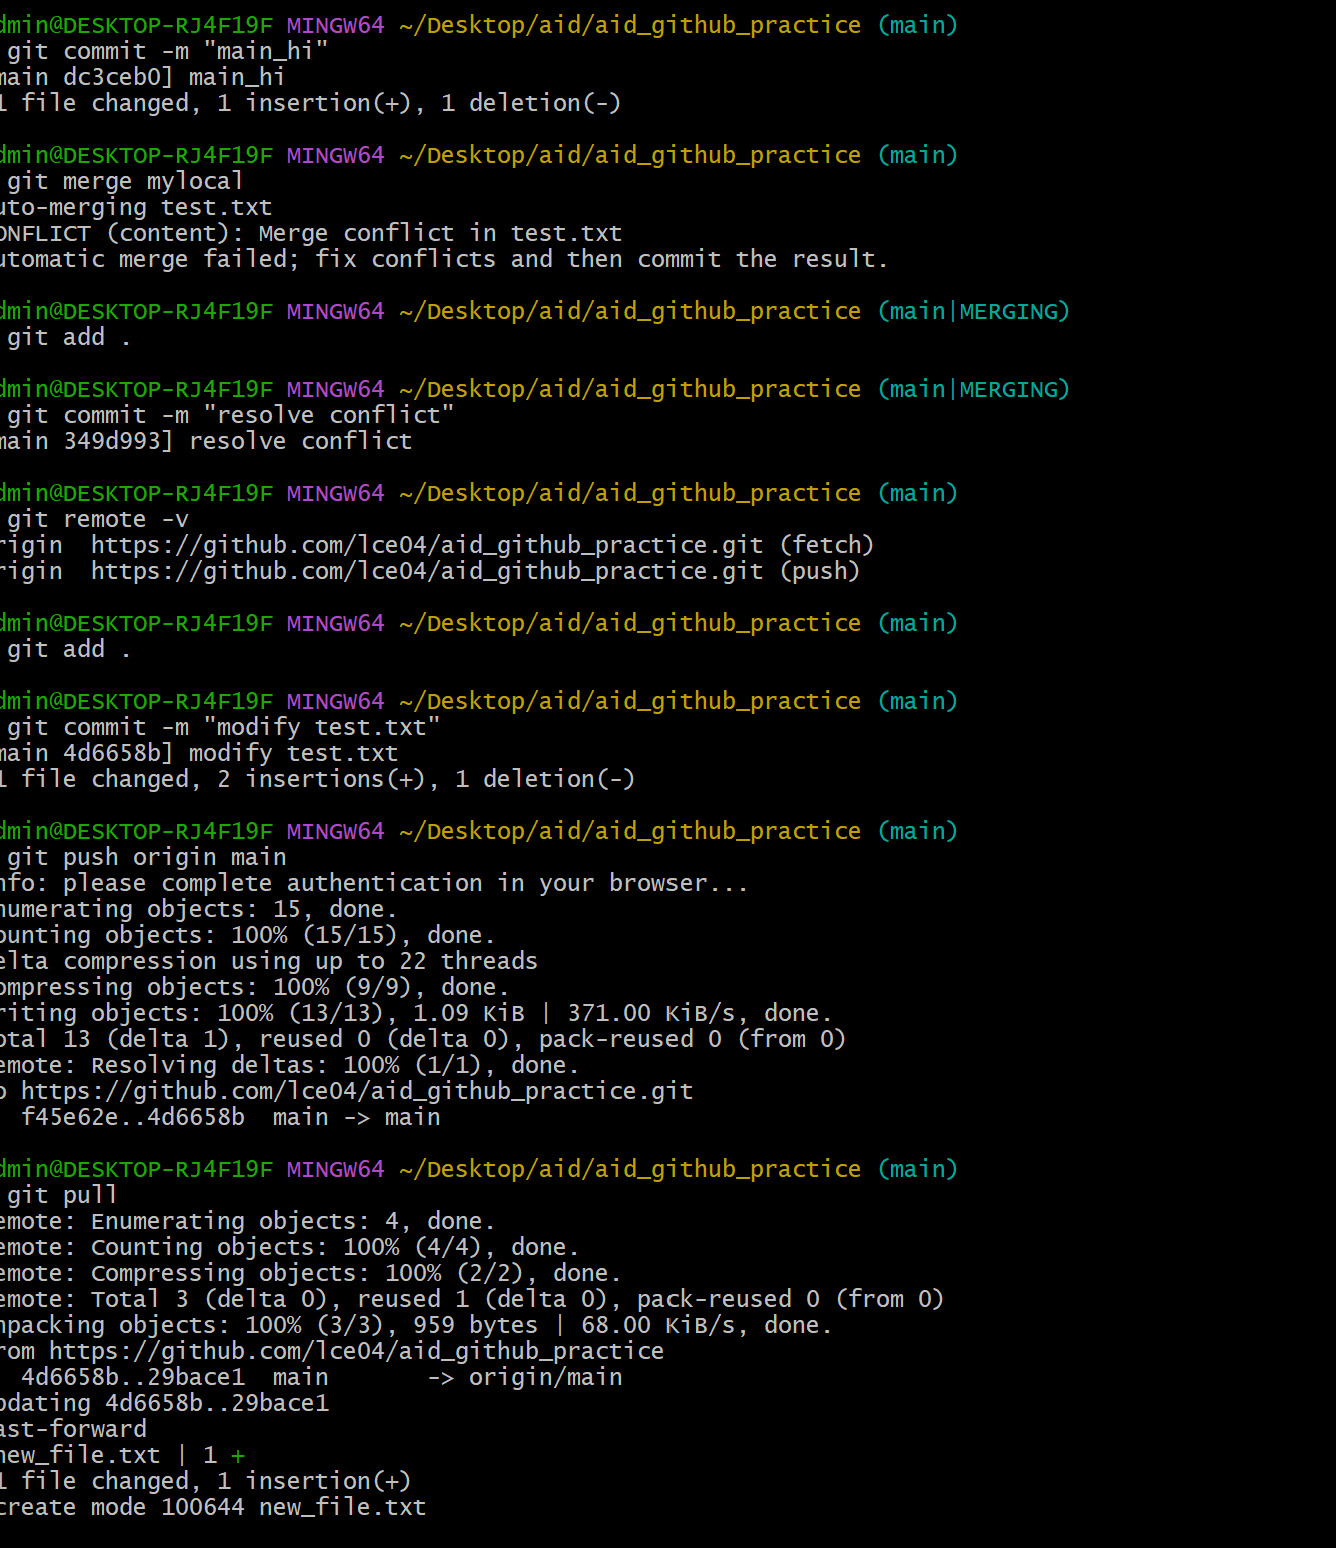 dmin@DESKTOP-RJ4F19F MINGW64 ~/Desktop/aid/aid_github_practice (main)
git commit -m "main_hi"
main dc3ceb0] main_hi
1 file changed, 1 insertion(+), 1 deletion(-)
dmin@DESKTOP-RJ4F19F MINGW64 ~/Desktop/aid/aid_github_practice (main)
git merge mylocal
uto-merging test.txt
ONFLICT (content): Merge conflict in test.txt
utomatic merge failed; fix conflicts and then commit the result.
dmin@DESKTOP-RJ4F19F MINGW64 ~/Desktop/aid/aid_github_practice (main|MERGING)
git add .
dmin@DESKTOP-RJ4F19F MINGW64 ~/Desktop/aid/aid_github_practice (main|MERGING)
git commit -m "resolve conflict"
main 349d993] resolve conflict
dmin@DESKTOP-RJ4F19F MINGW64 ~/Desktop/aid/aid_github_practice (main)
git remote -v
rigin  https://github.com/lce04/aid_github_practice.git (fetch)
rigin  https://github.com/lce04/aid_github_practice.git (push)
dmin@DESKTOP-RJ4F19F MINGW64 ~/Desktop/aid/aid_github_practice (main)
git add .
dmin@DESKTOP-RJ4F19F MINGW64 ~/Desktop/aid/aid_github_practice (main)
git commit -m "modify test.txt"
main 4d6658b] modify test.txt
1 file changed, 2 insertions(+), 1 deletion(-)
dmin@DESKTOP-RJ4F19F MINGW64 ~/Desktop/aid/aid_github_practice (main)
git push origin main
nfo: please complete authentication in your browser...
numerating objects: 15, done.
ounting objects: 100% (15/15), done.
elta compression using up to 22 threads
ompressing objects: 100% (9/9), done.
riting objects: 100% (13/13), 1.09 KiB | 371.00 KiB/s, done.
otal 13 (delta 1), reused 0 (delta 0), pack-reused 0 (from 0)
emote: Resolving deltas: 100% (1/1), done.
o https://github.com/lce04/aid_github_practice.git
f45e62e..4d6658b  main -> main
dmin@DESKTOP-RJ4F19F MINGW64 ~/Desktop/aid/aid_github_practice (main)
git pull
emote: Enumerating objects: 4, done.
emote: Counting objects: 100% (4/4), done.
emote: Compressing objects: 100% (2/2), done.
emote: Total 3 (delta 0), reused 1 (delta 0), pack-reused 0 (from 0)
npacking objects: 100% (3/3), 959 bytes | 68.00 KiB/s, done.
rom https://github.com/lce04/aid_github_practice
4d6658b..29bace1  main       -> origin/main
pdating 4d6658b..29bace1
ast-forward
new_file.txt | 1 +
1 file changed, 1 insertion(+)
create mode 100644 new_file.txt